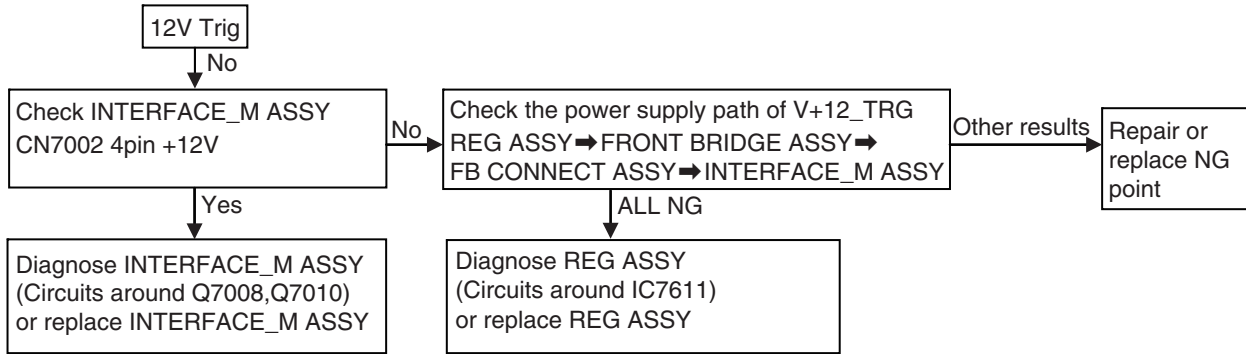 12V Trig
No
Check INTERFACE_M ASSY
CN7002 4pin +12V
No
Check the power supply path of V+12_TRG
REG ASSY➡FRONT BRIDGE ASSY➡
FB CONNECT ASSY➡INTERFACE_M ASSY
Other results
Repair or
replace NG
point
Yes
Diagnose INTERFACE_M ASSY
(Circuits around Q7008,Q7010)
or replace INTERFACE_M ASSY
ALL NG
Diagnose REG ASSY
(Circuits around IC7611)
or replace REG ASSY